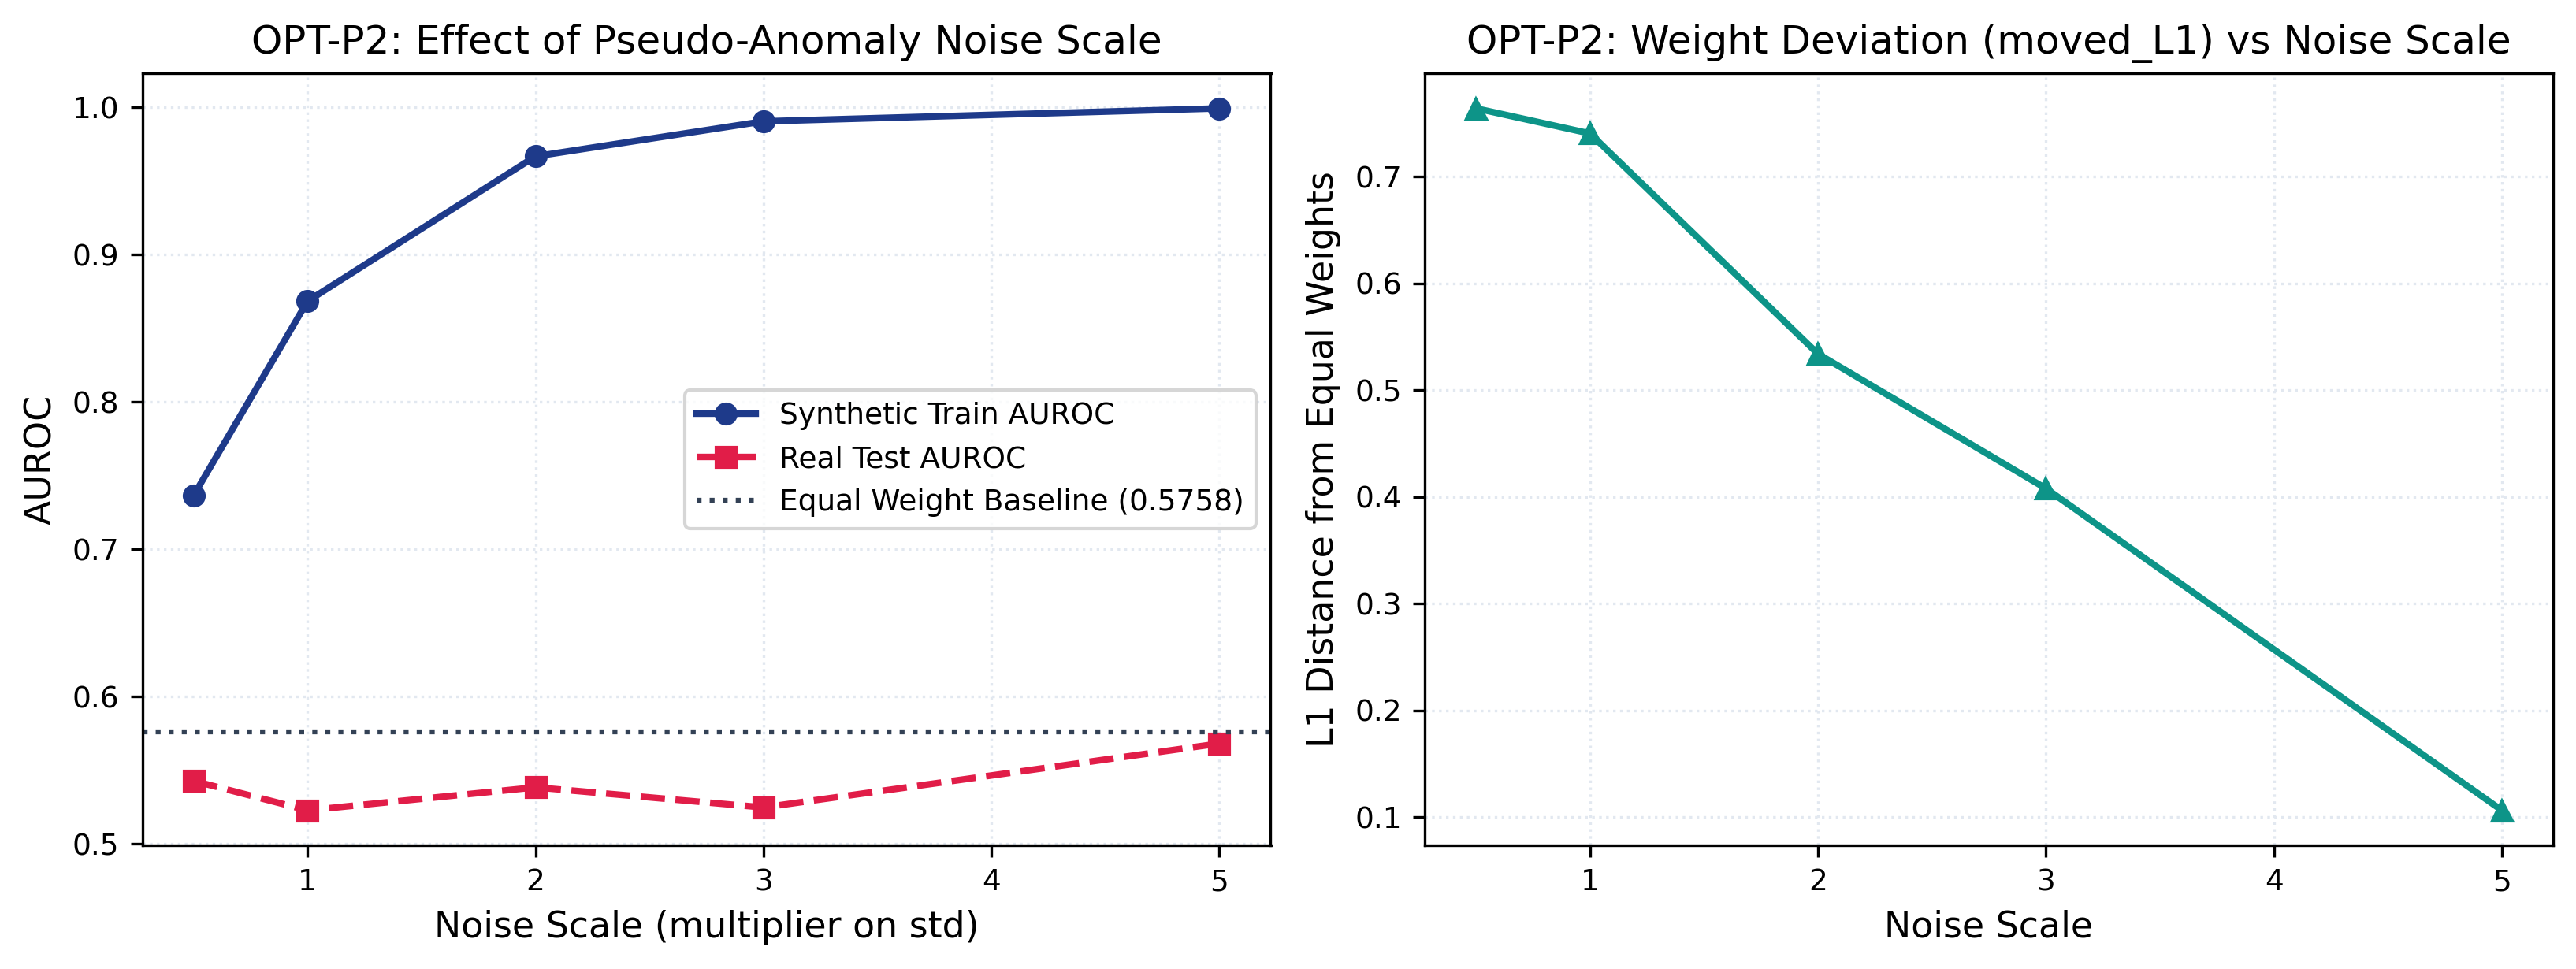 OPT-P2: Effect of Pseudo-Anomaly Noise Scale
AUROC
1.0
0.9
0.8
0.7
0.6
0.5
Synthetic Train AUROC
Real Test AUROC
Equal Weight Baseline (0.5758)
1 2 3 4 5
Noise Scale (multiplier on std)
OPT-P2: Weight Deviation (moved_L1) vs Noise Scale
L1 Distance from Equal Weights
0.7
0.6
0.5
0.4
0.3
0.2
0.1
1 2 3 4 5
Noise Scale